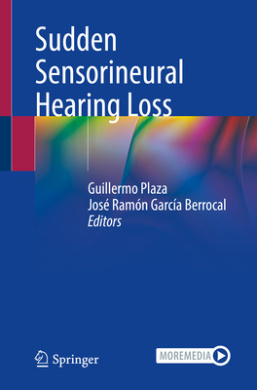 Sudden
Sensorineural
Hearing Loss
Guillermo Plaza
José Ramón García Berrocal
Editors
Springer
MOREMEDIA